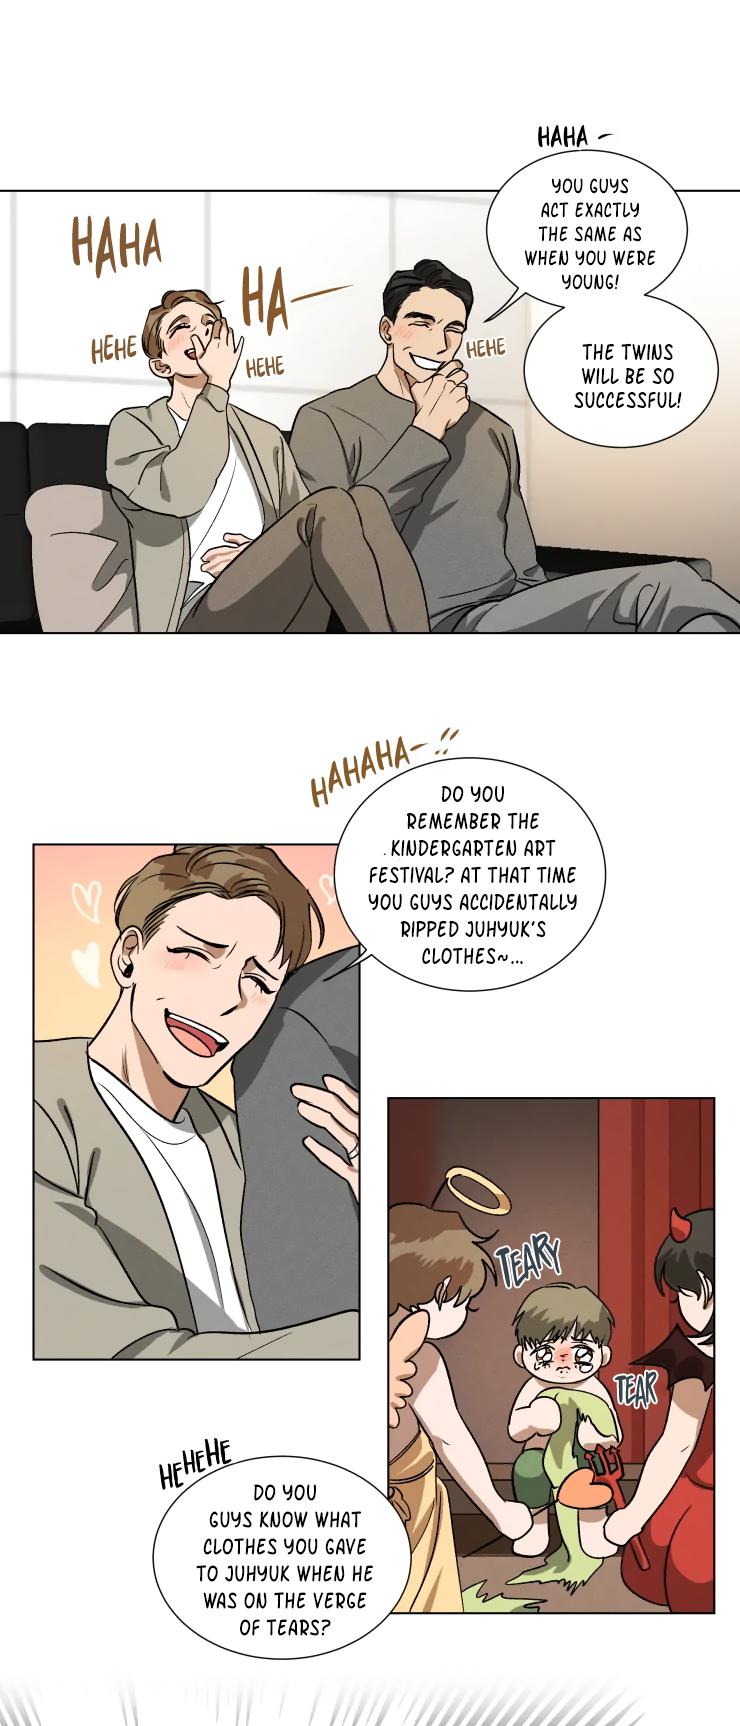 HAHA
YOU GUYS
ACT EXACTLY
THE SAME AS
WHEN YOU WERE
YOUNG!
HAHA
HA
HEHE
HEHE
HEHE
THE TWINS
WILL BE SO
SUCCESSFUL!
HAHAHA-!!
DO YOU
REMEMBER THE
KINDERGARTEN ART
FESTIVAL? AT THAT TIME
YOU GUYS ACCIDENTALLY
RIPPED JUHYUK'S
CLOTHES~...
TEARY
TEAR
HEHEHE
DO YOU
GUYS KNOW WHAT
CLOTHES YOU GAVE
TO JUHYUK WHEN HE
WAS ON THE VERGE
OF TEARS?